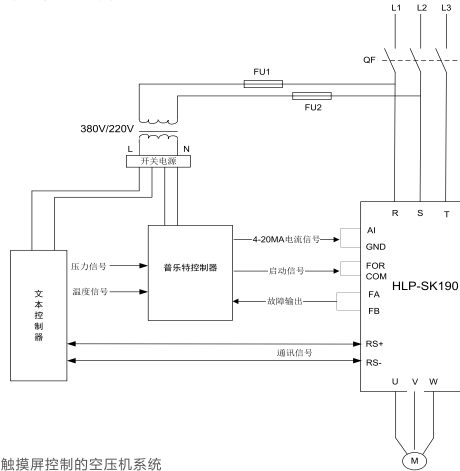 L1 L2 L3
QF
FU1
FU2
380V/220V
L N
开关电源
R S T
AI
4-20MA电流信号
GND
普乐特控制器
压力信号
FOR
启动信号
COM
HLP-SK190
温度信号
FA
故障输出
FB
文本控制器
RS+
通讯信号
RS-
U V W
M
触摸屏控制的空压机系统